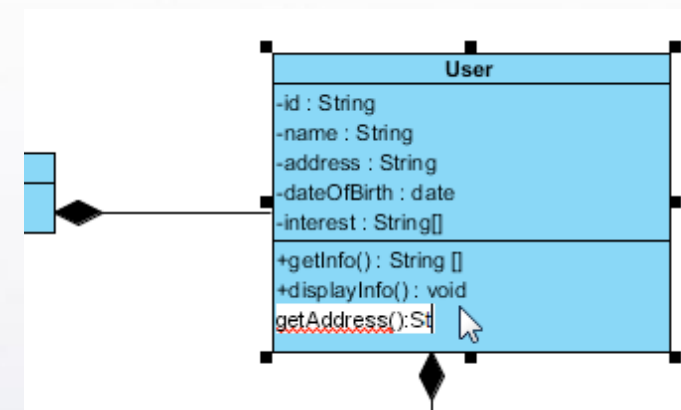 User
-id : String
-name : String
-address : String
-dateOfBirth : date
-interest : String[]
+getInfo() : String []
+displayInfo() : void
getAddress():St